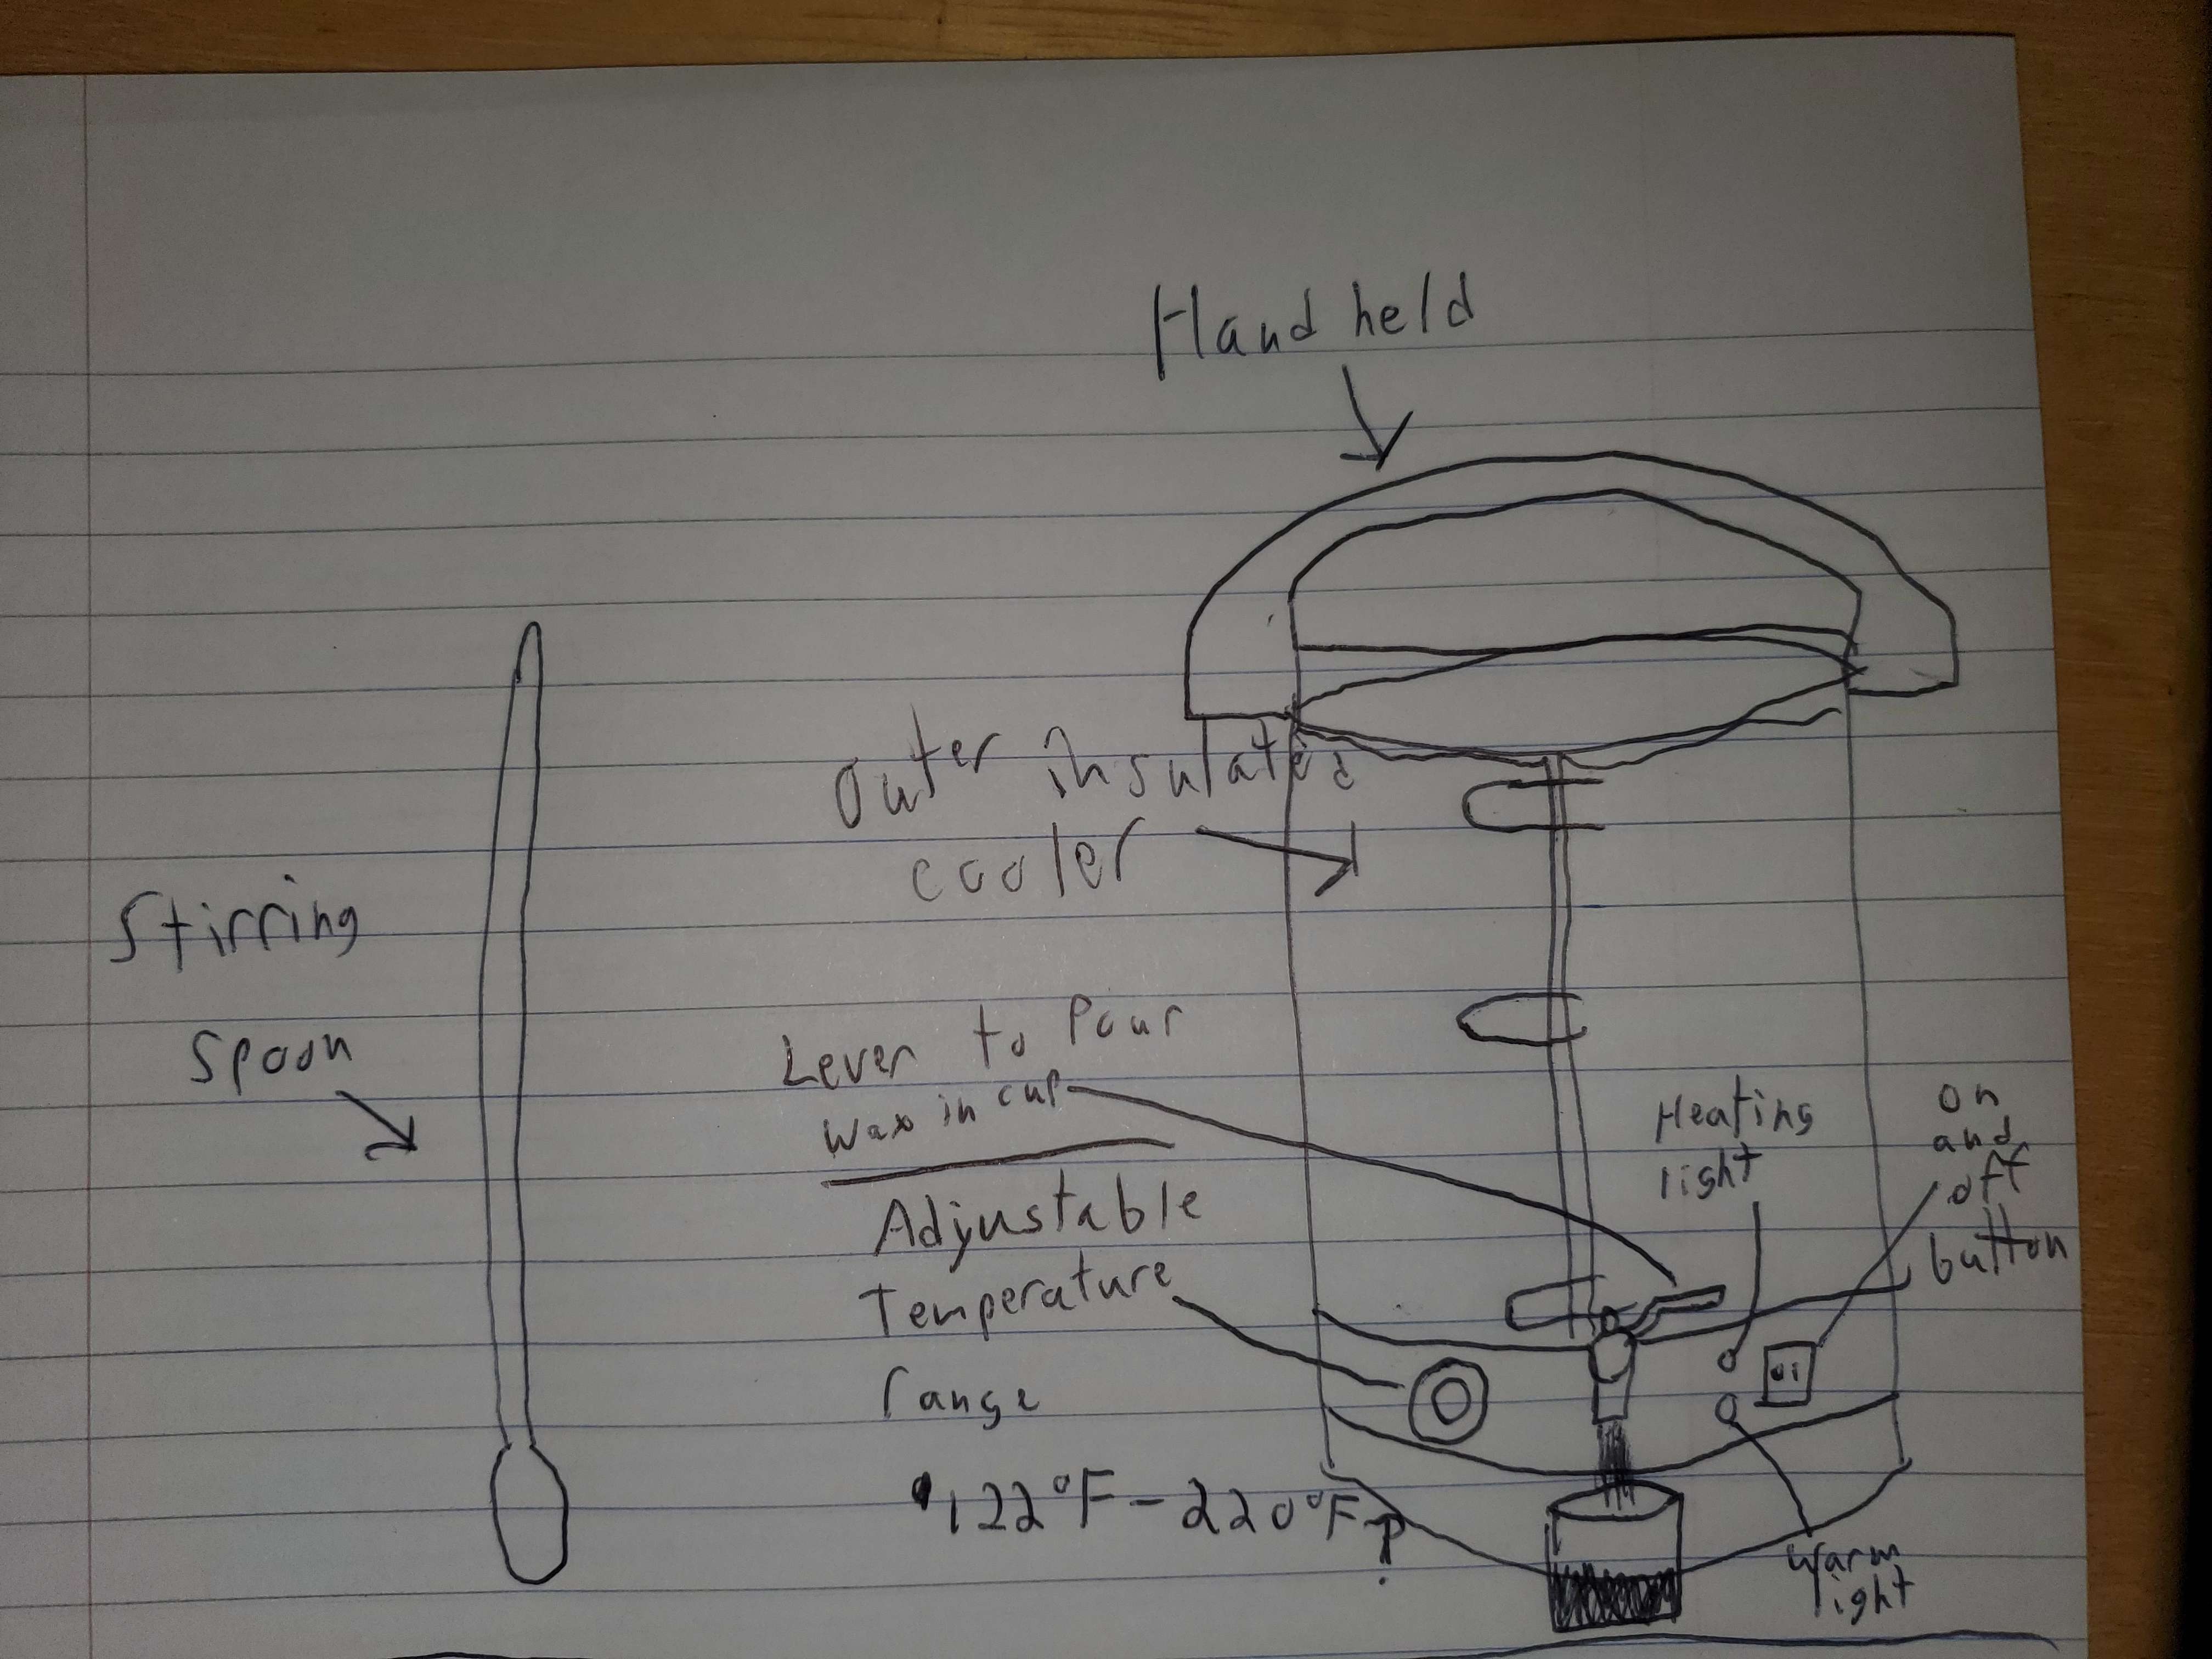 Hand held
outer insulated
cooler
Stirring
Spoon
Lever to Pour
wax in cup
Adjustable
Temperature
range
122°F - 220°F?
Heating
light
on
and
off
button
warm
light